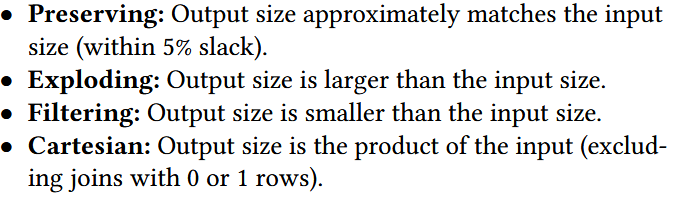 • Preserving: Output size approximately matches the input
size (within 5% slack).
• Exploding: Output size is larger than the input size.
• Filtering: Output size is smaller than the input size.
• Cartesian: Output size is the product of the input (exclud-
ing joins with 0 or 1 rows).